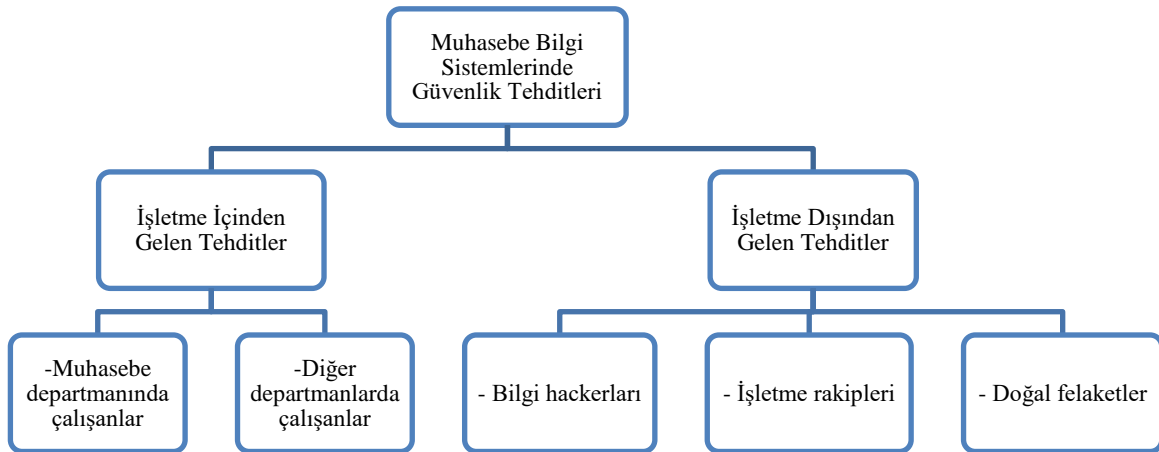 Muhasebe Bilgi
Sistemlerinde
Güvenlik Tehditleri
İşletme İçinden
Gelen Tehditler
İşletme Dışından
Gelen Tehditler
-Muhasebe
departmanında
çalışanlar
-Diğer
departmanlarda
çalışanlar
- Bilgi hackerları
- İşletme rakipleri
- Doğal felaketler